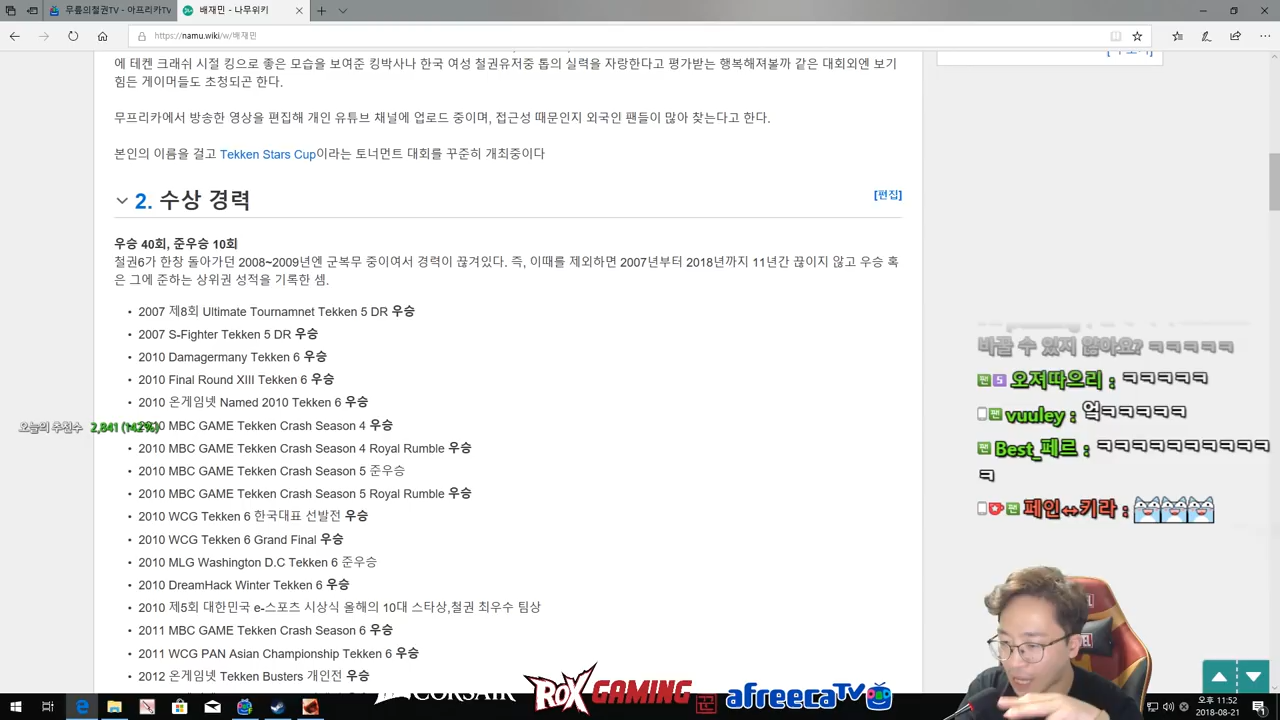 무릎의철권TV - 아프리카TV
배재민 - 나무위키
https://namu.wiki/w/배재민
에 테켄 크래쉬 시절 킹으로 좋은 모습을 보여준 킹박사나 한국 여성 철권유저중 톱의 실력을 자랑한다고 평가받는 행복해져볼까 같은 대회외엔 보기
힘든 게이머들도 초청되곤 한다.
무프리카에서 방송한 영상을 편집해 개인 유튜브 채널에 업로드 중이며, 접근성 때문인지 외국인 팬들이 많아 찾는다고 한다.
본인의 이름을 걸고 Tekken Stars Cup이라는 토너먼트 대회를 꾸준히 개최중이다
2. 수상 경력
[편집]
우승 40회, 준우승 10회
철권6가 한창 돌아가던 2008~2009년엔 군복무 중이여서 경력이 끊겨있다. 즉, 이때를 제외하면 2007년부터 2018년까지 11년간 끊이지 않고 우승 혹
은 그에 준하는 상위권 성적을 기록한 셈.
• 2007 제8회 Ultimate Tournamnet Tekken 5 DR 우승
• 2007 S-Fighter Tekken 5 DR 우승
• 2010 Damagermany Tekken 6 우승
• 2010 Final Round XIII Tekken 6 우승
• 2010 온게임넷 Named 2010 Tekken 6 우승
• 2010 MBC GAME Tekken Crash Season 4 우승
• 2010 MBC GAME Tekken Crash Season 4 Royal Rumble 우승
• 2010 MBC GAME Tekken Crash Season 5 준우승
• 2010 MBC GAME Tekken Crash Season 5 Royal Rumble 우승
• 2010 WCG Tekken 6 한국대표 선발전 우승
• 2010 WCG Tekken 6 Grand Final 우승
• 2010 MLG Washington D.C Tekken 6 준우승
• 2010 DreamHack Winter Tekken 6 우승
• 2010 제5회 대한민국 e-스포츠 시상식 올해의 10대 스타상,철권 최우수 팀상
• 2011 MBC GAME Tekken Crash Season 6 우승
• 2011 WCG PAN Asian Championship Tekken 6 우승
• 2012 온게임넷 Tekken Busters 개인전 우승
오늘의 추천수 2,841 (142%)
바꿀 수 있지 않아요? ㅋㅋㅋㅋㅋ
팬 5 오져따으리 : ㅋㅋㅋㅋㅋ
팬 vuuley : 엌ㅋㅋㅋㅋㅋ
팬 Best_페르 : ㅋㅋㅋㅋㅋㅋㅋㅋㅋㅋㅋ
ㅋ
팬 페인↔키라 :
CORSAIR
ROX GAMING
꾼
afreecaTV
오후 11:52
2018-08-21